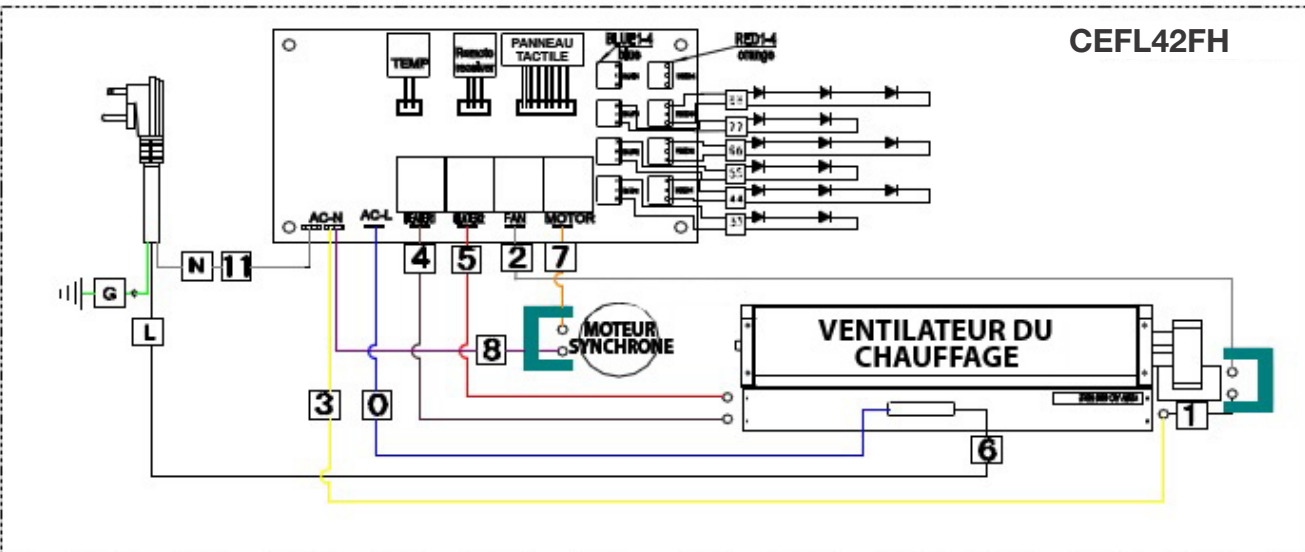 CEFL42FH
BLUE1-4
blue
RED1-4
orange
TEMP
Remote
receiver
PANNEAU
TACTILE
88
77
66
55
44
33
AC-N
AC-L
FAN
MOTOR
4
5
2
7
N
11
G
L
MOTEUR
SYNCHRONE
8
VENTILATEUR DU
CHAUFFAGE
3
0
1
6